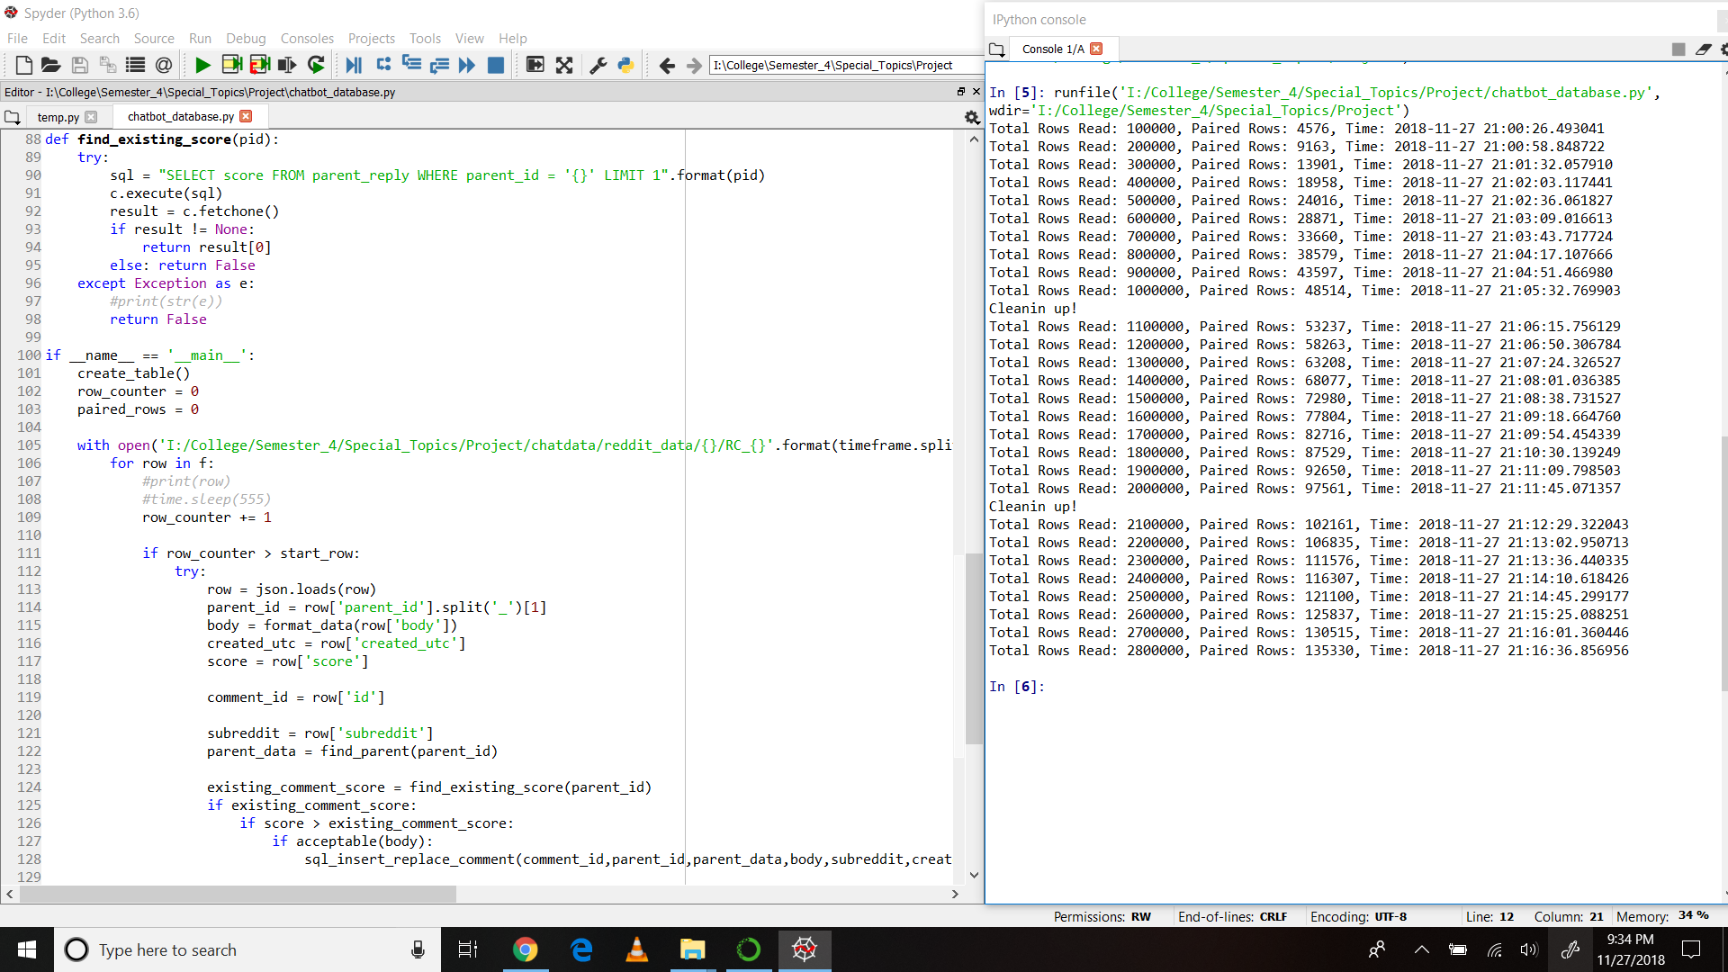 Spyder (Python 3.6)
File Edit Search Source Run Debug Consoles Projects Tools View Help
I:\College\Semester_4\Special_Topics\Project
Editor - I:\College\Semester_4\Special_Topics\Project\chatbot_database.py
temp.py chatbot_database.py
88 def find_existing_score(pid):
89 try:
90 sql = "SELECT score FROM parent_reply WHERE parent_id = '{}' LIMIT 1".format(pid)
91 c.execute(sql)
92 result = c.fetchone()
93 if result != None:
94 return result[0]
95 else: return False
96 except Exception as e:
97 #print(str(e))
98 return False
99
100 if __name__ == '__main__':
101 create_table()
102 row_counter = 0
103 paired_rows = 0
104
105 with open('I:/College/Semester_4/Special_Topics/Project/chatdata/reddit_data/{}/RC_{}'.format(timeframe.spli
106 for row in f:
107 #print(row)
108 #time.sleep(555)
109 row_counter += 1
110
111 if row_counter > start_row:
112 try:
113 row = json.loads(row)
114 parent_id = row['parent_id'].split('_')[1]
115 body = format_data(row['body'])
116 created_utc = row['created_utc']
117 score = row['score']
118
119 comment_id = row['id']
120
121 subreddit = row['subreddit']
122 parent_data = find_parent(parent_id)
123
124 existing_comment_score = find_existing_score(parent_id)
125 if existing_comment_score:
126 if score > existing_comment_score:
127 if acceptable(body):
128 sql_insert_replace_comment(comment_id,parent_id,parent_data,body,subreddit,creat
129
IPython console
Console 1/A
In [5]: runfile('I:/College/Semester_4/Special_Topics/Project/chatbot_database.py',
wdir='I:/College/Semester_4/Special_Topics/Project')
Total Rows Read: 100000, Paired Rows: 4576, Time: 2018-11-27 21:00:26.493041
Total Rows Read: 200000, Paired Rows: 9163, Time: 2018-11-27 21:00:58.848722
Total Rows Read: 300000, Paired Rows: 13901, Time: 2018-11-27 21:01:32.057910
Total Rows Read: 400000, Paired Rows: 18958, Time: 2018-11-27 21:02:03.117441
Total Rows Read: 500000, Paired Rows: 24016, Time: 2018-11-27 21:02:36.061827
Total Rows Read: 600000, Paired Rows: 28871, Time: 2018-11-27 21:03:09.016613
Total Rows Read: 700000, Paired Rows: 33660, Time: 2018-11-27 21:03:43.717724
Total Rows Read: 800000, Paired Rows: 38579, Time: 2018-11-27 21:04:17.107666
Total Rows Read: 900000, Paired Rows: 43597, Time: 2018-11-27 21:04:51.466980
Total Rows Read: 1000000, Paired Rows: 48514, Time: 2018-11-27 21:05:32.769903
Cleanin up!
Total Rows Read: 1100000, Paired Rows: 53237, Time: 2018-11-27 21:06:15.756129
Total Rows Read: 1200000, Paired Rows: 58263, Time: 2018-11-27 21:06:50.306784
Total Rows Read: 1300000, Paired Rows: 63208, Time: 2018-11-27 21:07:24.326527
Total Rows Read: 1400000, Paired Rows: 68077, Time: 2018-11-27 21:08:01.036385
Total Rows Read: 1500000, Paired Rows: 72980, Time: 2018-11-27 21:08:38.731527
Total Rows Read: 1600000, Paired Rows: 77804, Time: 2018-11-27 21:09:18.664760
Total Rows Read: 1700000, Paired Rows: 82716, Time: 2018-11-27 21:09:54.454339
Total Rows Read: 1800000, Paired Rows: 87529, Time: 2018-11-27 21:10:30.139249
Total Rows Read: 1900000, Paired Rows: 92650, Time: 2018-11-27 21:11:09.798503
Total Rows Read: 2000000, Paired Rows: 97561, Time: 2018-11-27 21:11:45.071357
Cleanin up!
Total Rows Read: 2100000, Paired Rows: 102161, Time: 2018-11-27 21:12:29.322043
Total Rows Read: 2200000, Paired Rows: 106835, Time: 2018-11-27 21:13:02.950713
Total Rows Read: 2300000, Paired Rows: 111576, Time: 2018-11-27 21:13:36.440335
Total Rows Read: 2400000, Paired Rows: 116307, Time: 2018-11-27 21:14:10.618426
Total Rows Read: 2500000, Paired Rows: 121100, Time: 2018-11-27 21:14:45.299177
Total Rows Read: 2600000, Paired Rows: 125837, Time: 2018-11-27 21:15:25.088251
Total Rows Read: 2700000, Paired Rows: 130515, Time: 2018-11-27 21:16:01.360446
Total Rows Read: 2800000, Paired Rows: 135330, Time: 2018-11-27 21:16:36.856956
In [6]:
Permissions: RW End-of-lines: CRLF Encoding: UTF-8 Line: 12 Column: 21 Memory: 34 %
Type here to search
9:34 PM
11/27/2018